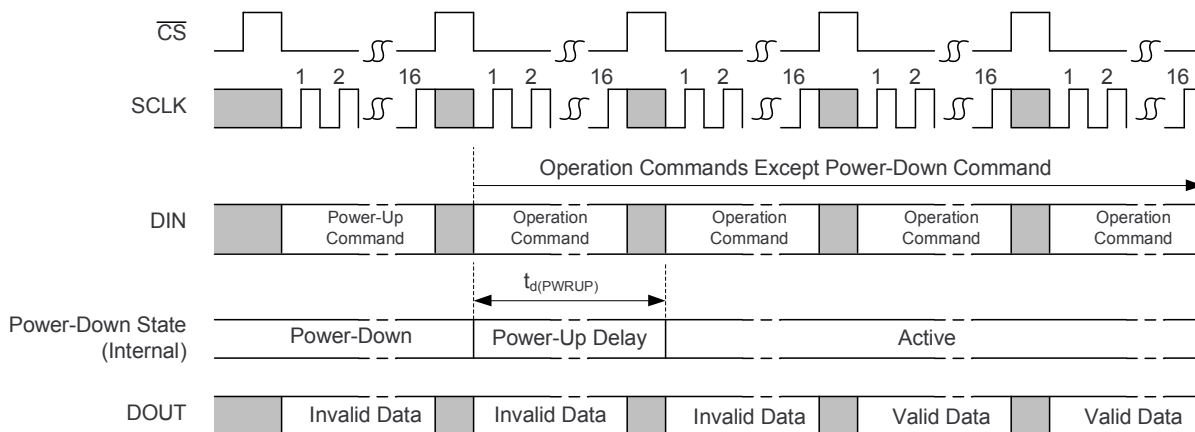 CS
1 2 16 1 2 16 1 2 16 1 2 16 1 2 16
SCLK
Operation Commands Except Power-Down Command
DIN
Power-Up
Command
Operation
Command
Operation
Command
Operation
Command
Operation
Command
td(PWRUP)
Power-Down State
(Internal)
Power-Down
Power-Up Delay
Active
DOUT
Invalid Data
Invalid Data
Invalid Data
Valid Data
Valid Data